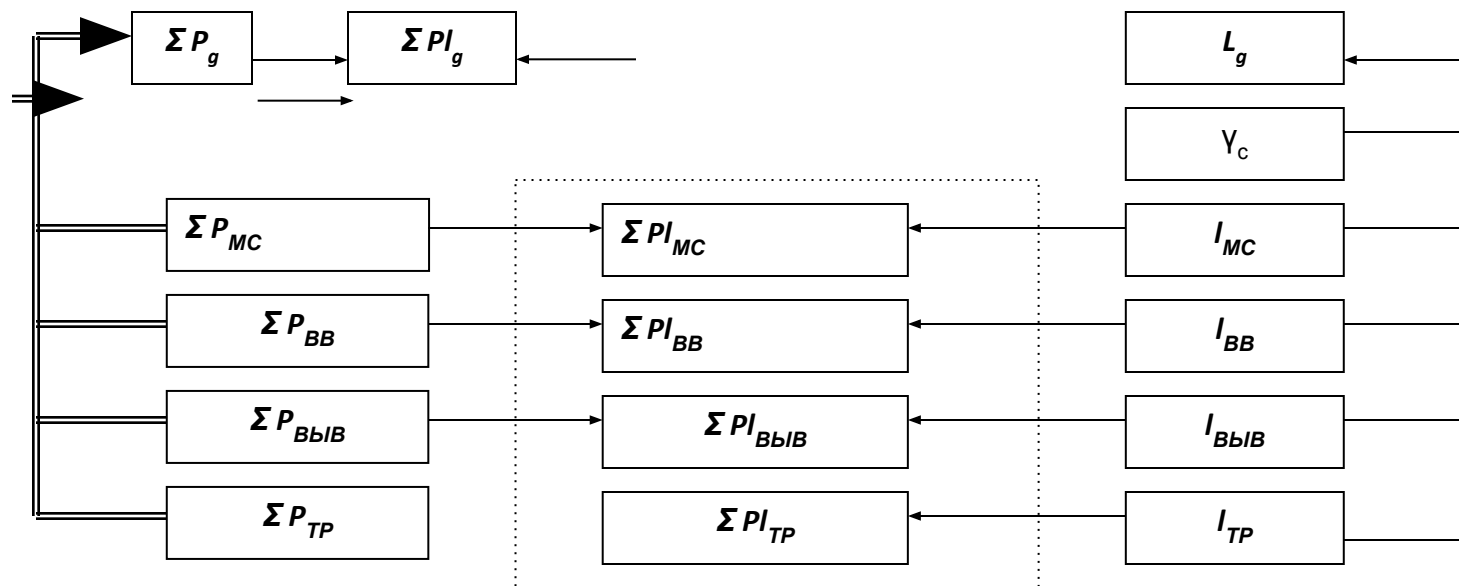 Σ P_g Σ Pl_g L_g
γ_c
Σ P_МС Σ Pl_МС l_МС
Σ P_ВВ Σ Pl_ВВ l_ВВ
Σ P_ВЫВ Σ Pl_ВЫВ l_ВЫВ
Σ P_ТР Σ Pl_ТР l_ТР